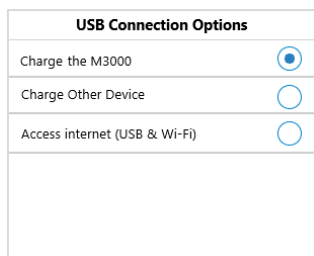 USB Connection Options
Charge the M3000
Charge Other Device
Access internet (USB & Wi-Fi)